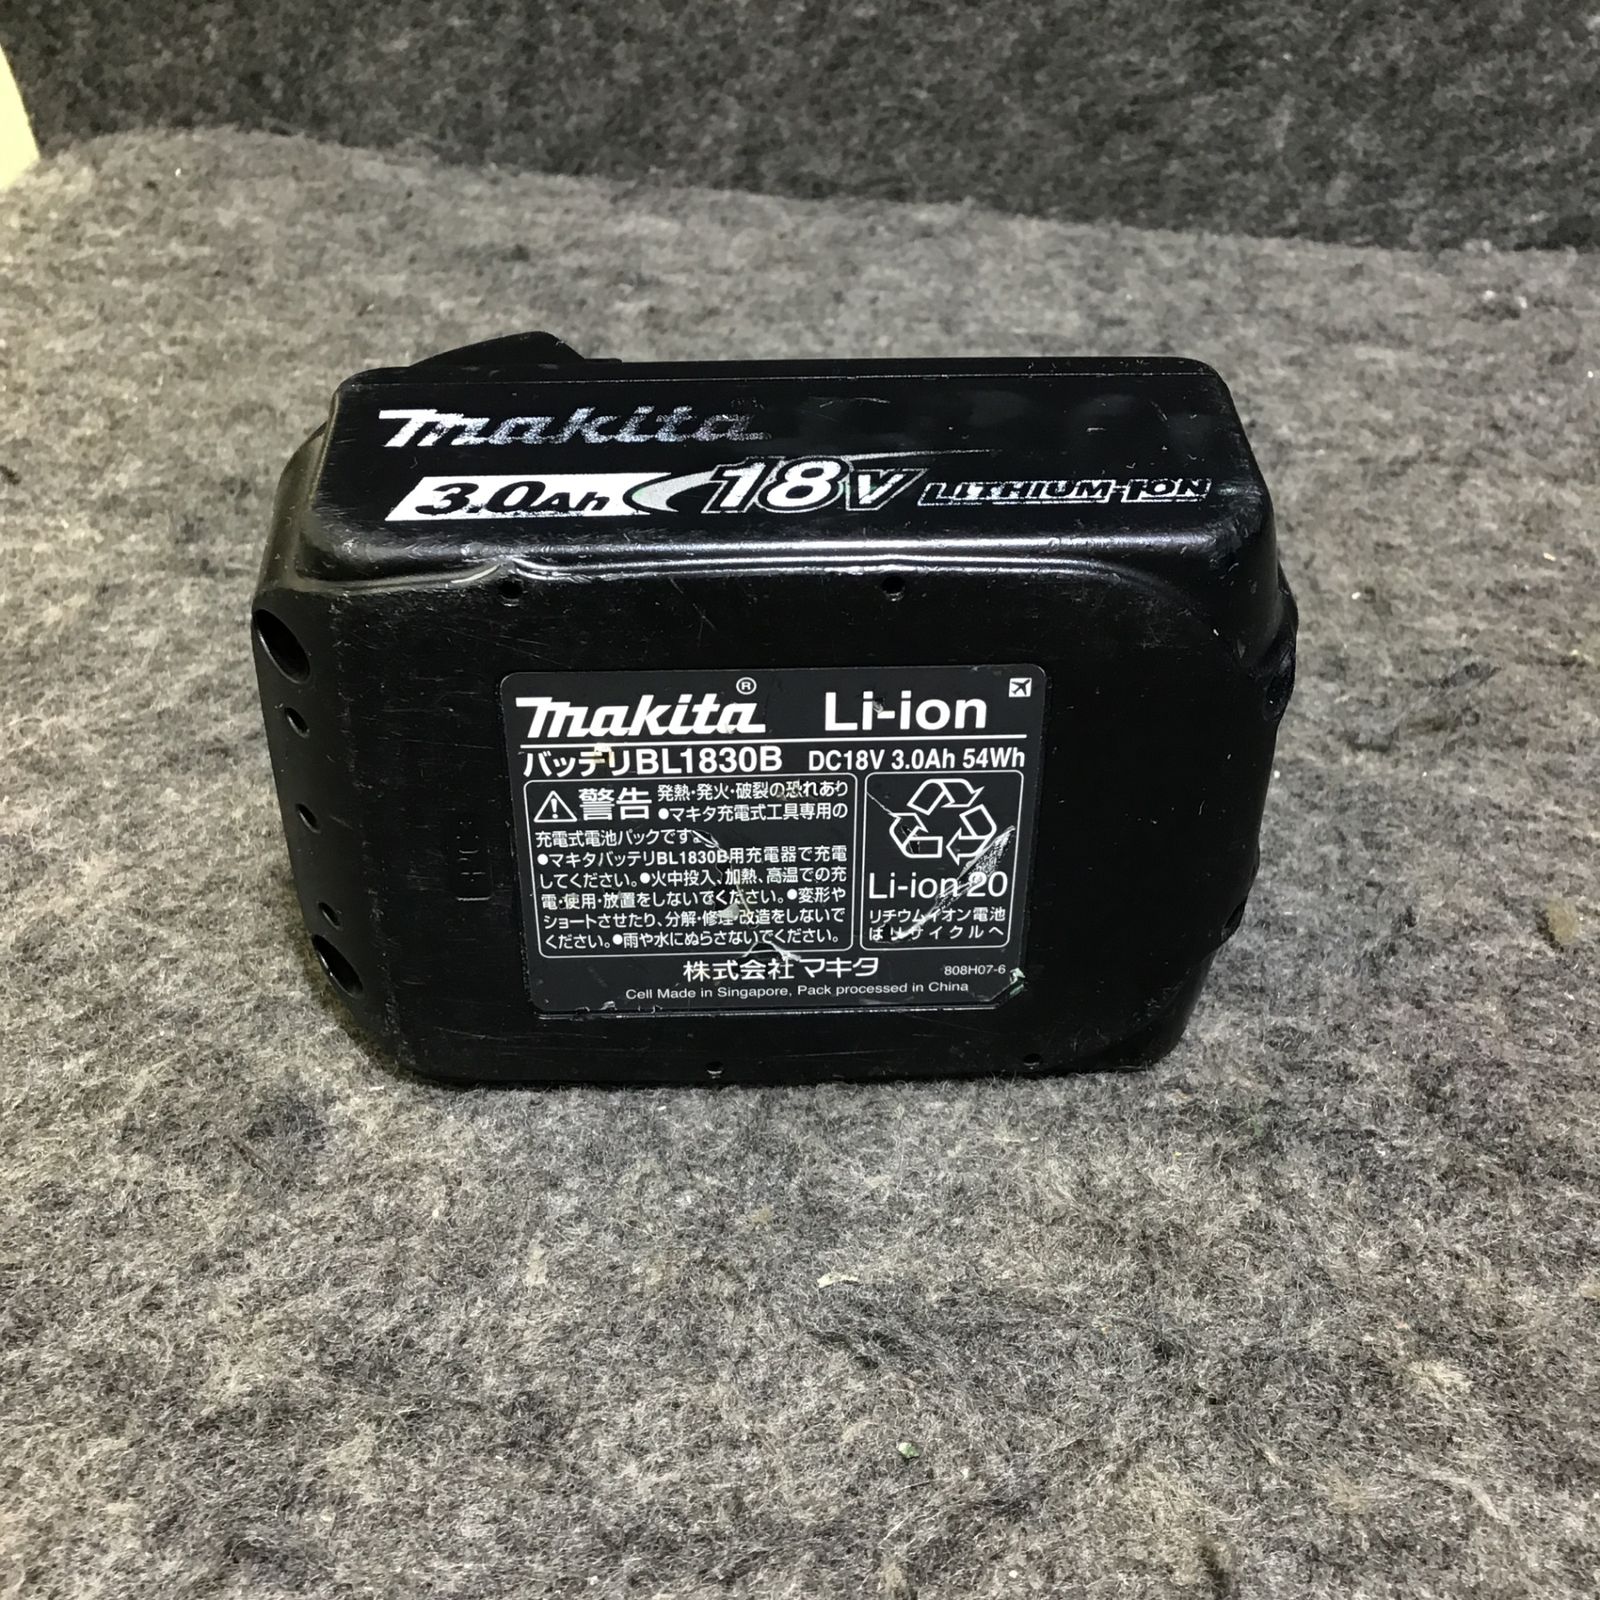 makita
3.0Ah 18V LITHIUM-ION
makita® Li-ion
バッテリBL1830B DC18V 3.0Ah 54Wh
警告 発熱・発火・破裂の恐れあり
●マキタ充電式工具専用の
充電式電池パックです。
●マキタバッテリBL1830B用充電器で充電
してください。●火中投入、加熱、高温での充
電・使用・放置をしないでください。●変形や
ショートさせたり、分解・修理・改造をしないで
ください。●雨や水にぬらさないでください。
Li-ion 20
リチウムイオン電池
はリサイクルへ
株式会社マキタ 808H07-6
Cell Made in Singapore, Pack processed in China